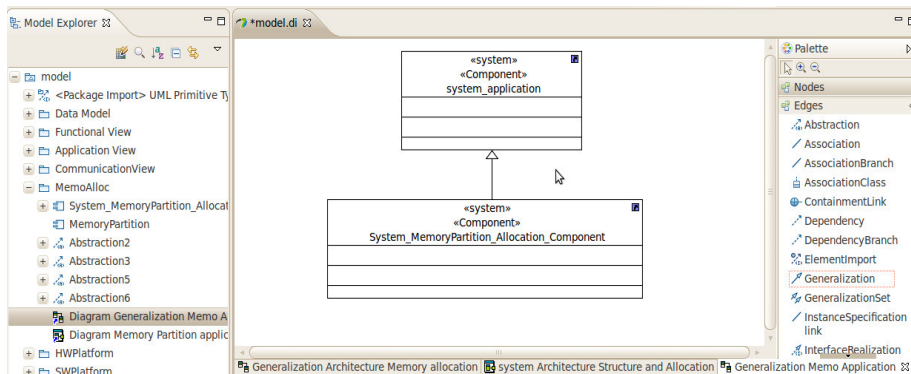 Model Explorer
model
<Package Import> UML Primitive Ty
Data Model
Functional View
Application View
CommunicationView
MemoAlloc
System_MemoryPartition_Allocat
MemoryPartition
Abstraction2
Abstraction3
Abstraction5
Abstraction6
Diagram Generalization Memo A
Diagram Memory Partition applic
HWPlatform
SWPlatform
*model.di
«system»
«Component»
system_application
«system»
«Component»
System_MemoryPartition_Allocation_Component
Generalization Architecture Memory allocation
System Architecture Structure and Allocation
Generalization Memo Application
Palette
Nodes
Edges
Abstraction
Association
AssociationBranch
AssociationClass
ContainmentLink
Dependency
DependencyBranch
ElementImport
Generalization
GeneralizationSet
InstanceSpecification
link
InterfaceRealization